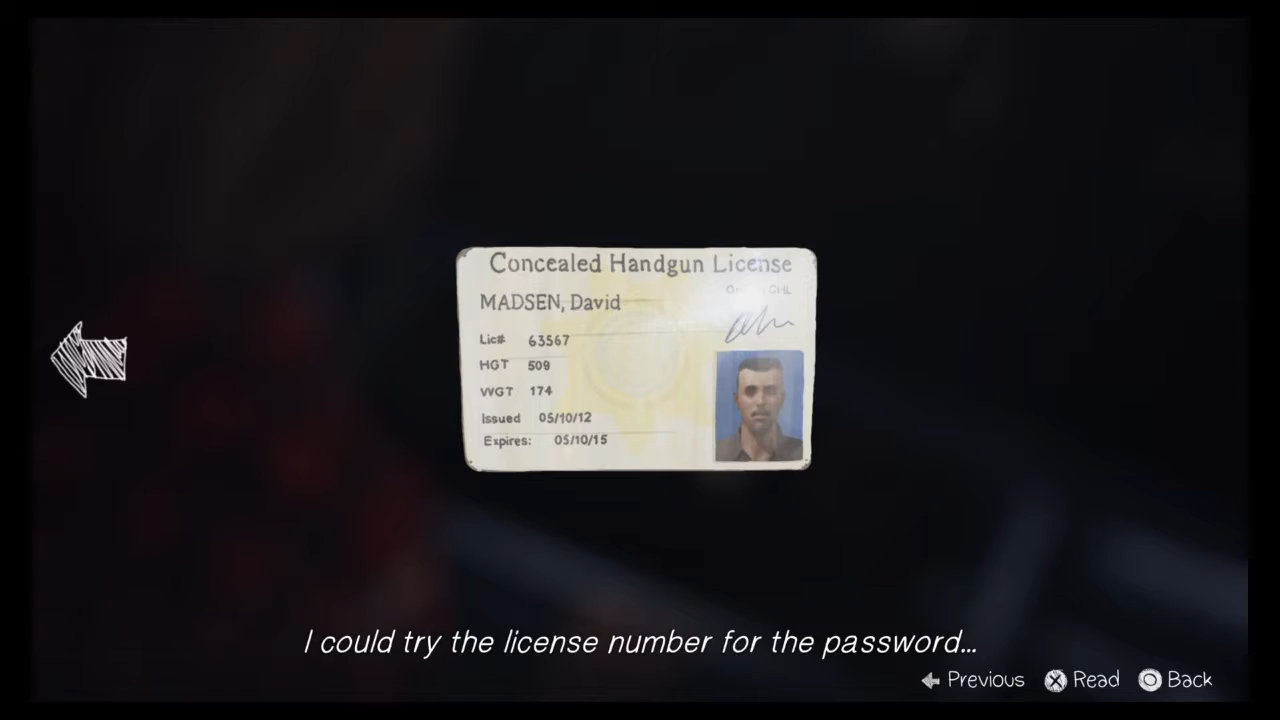 Concealed Handgun License
CHL
MADSEN, David
Lic# 63567
HGT 509
WGT 174
Issued 05/10/12
Expires: 05/10/15
I could try the license number for the password...
Previous Read Back